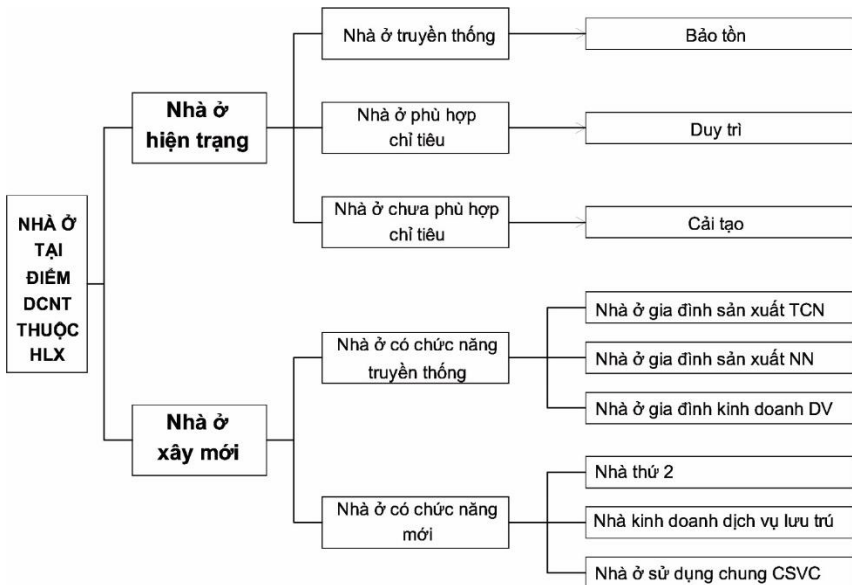 NHÀ Ở
TẠI
ĐIỂM
DCNT
THUỘC
HLX
Nhà ở
hiện trạng
Nhà ở truyền thống
Bảo tồn
Nhà ở phù hợp
chỉ tiêu
Duy trì
Nhà ở chưa phù hợp
chỉ tiêu
Cải tạo
Nhà ở
xây mới
Nhà ở có chức năng
truyền thống
Nhà ở gia đình sản xuất TCN
Nhà ở gia đình sản xuất NN
Nhà ở gia đình kinh doanh DV
Nhà ở có chức năng
mới
Nhà thứ 2
Nhà kinh doanh dịch vụ lưu trú
Nhà ở sử dụng chung CSVC